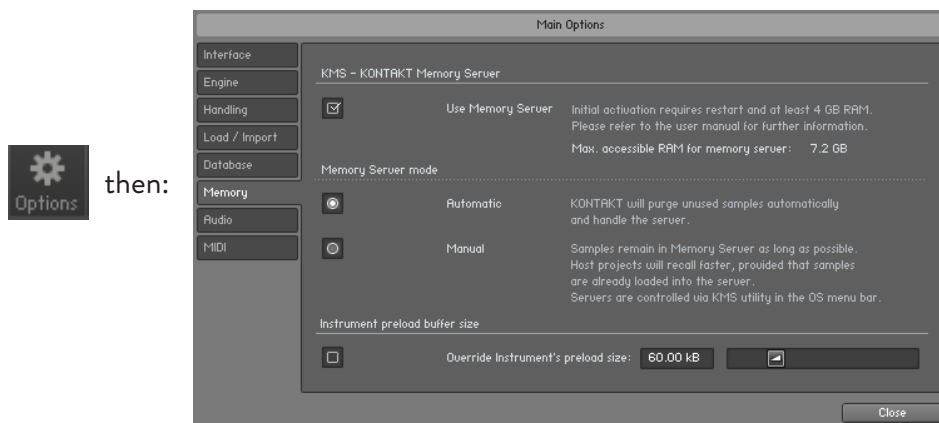 Main Options
Interface
Engine
Handling
Load / Import
Database
Memory
Audio
MIDI
Options
then:
KMS - KONTAKT Memory Server
Use Memory Server
Initial activation requires restart and at least 4 GB RAM.
Please refer to the user manual for further information.
Max. accessible RAM for memory server: 7.2 GB
Memory Server mode
Automatic
KONTAKT will purge unused samples automatically
and handle the server.
Manual
Samples remain in Memory Server as long as possible.
Host projects will recall faster, provided that samples
are already loaded into the server.
Servers are controlled via KMS utility in the OS menu bar.
Instrument preload buffer size
Override Instrument's preload size: 60.00 kB
Close